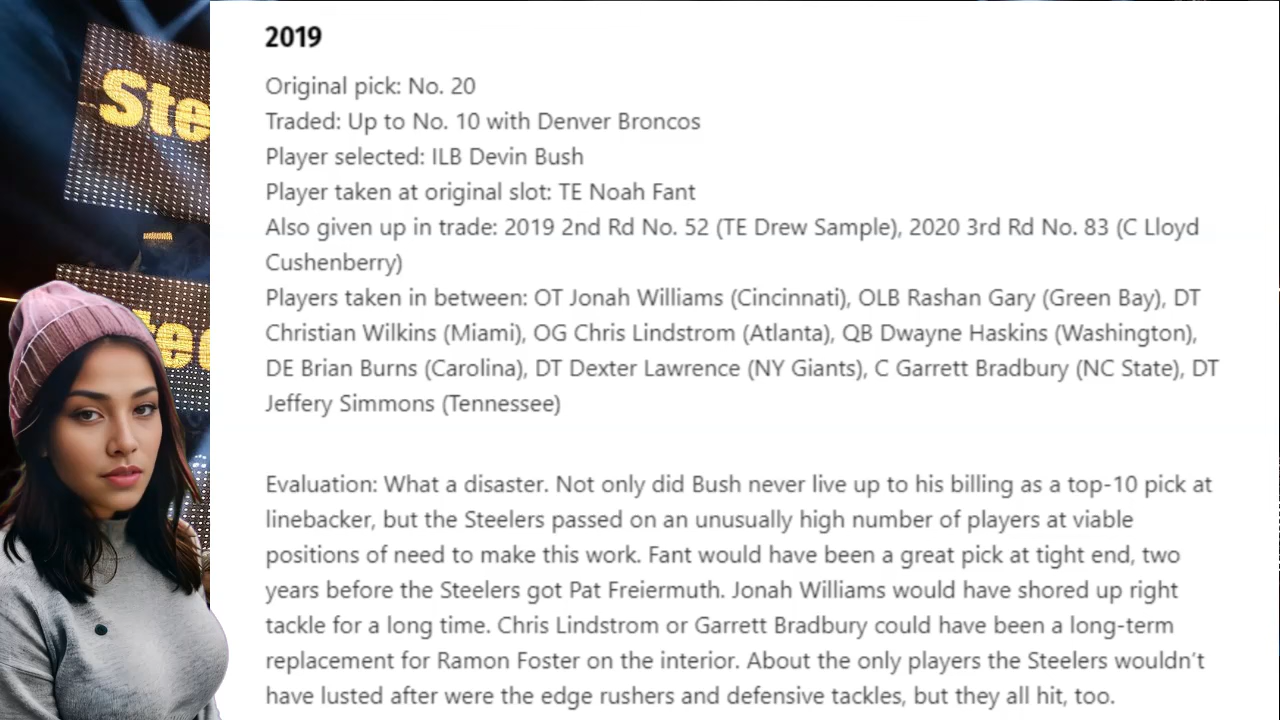 Ste
Stee
2019
Original pick: No. 20
Traded: Up to No. 10 with Denver Broncos
Player selected: ILB Devin Bush
Player taken at original slot: TE Noah Fant
Also given up in trade: 2019 2nd Rd No. 52 (TE Drew Sample), 2020 3rd Rd No. 83 (C Lloyd
Cushenberry)
Players taken in between: OT Jonah Williams (Cincinnati), OLB Rashan Gary (Green Bay), DT
Christian Wilkins (Miami), OG Chris Lindstrom (Atlanta), QB Dwayne Haskins (Washington),
DE Brian Burns (Carolina), DT Dexter Lawrence (NY Giants), C Garrett Bradbury (NC State), DT
Jeffery Simmons (Tennessee)
Evaluation: What a disaster. Not only did Bush never live up to his billing as a top-10 pick at
linebacker, but the Steelers passed on an unusually high number of players at viable
positions of need to make this work. Fant would have been a great pick at tight end, two
years before the Steelers got Pat Freiermuth. Jonah Williams would have shored up right
tackle for a long time. Chris Lindstrom or Garrett Bradbury could have been a long-term
replacement for Ramon Foster on the interior. About the only players the Steelers wouldn't
have lusted after were the edge rushers and defensive tackles, but they all hit, too.